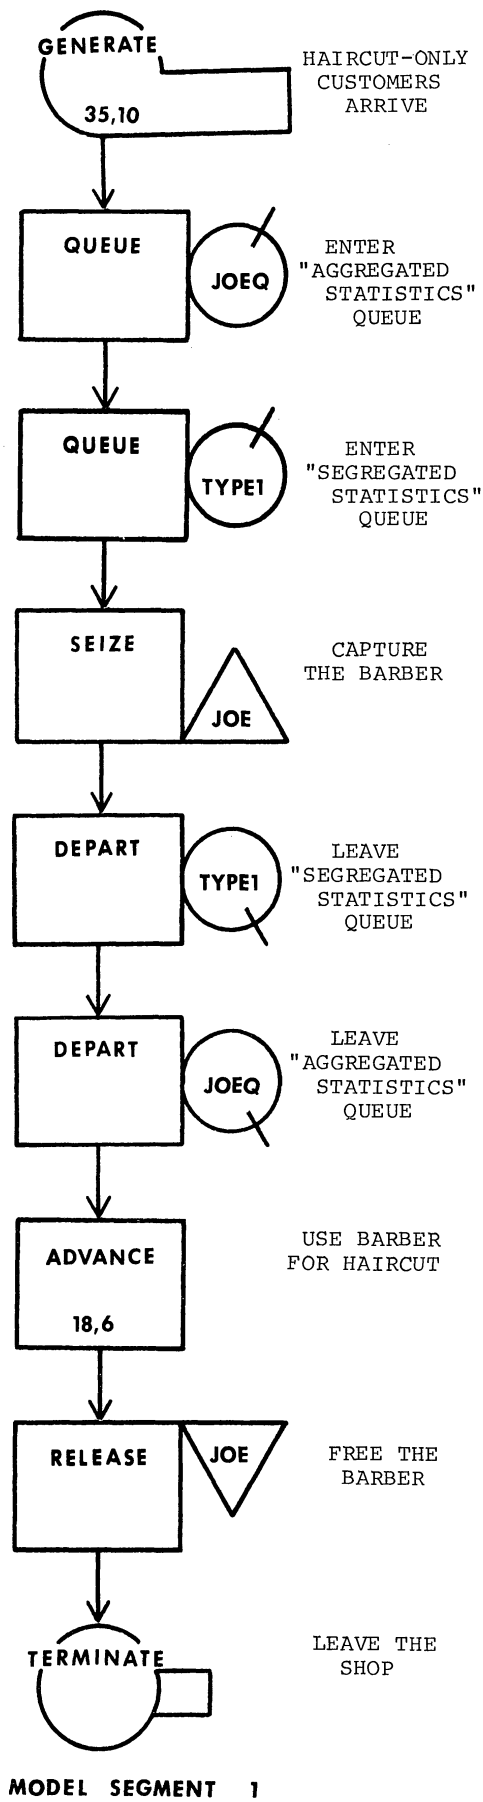 GENERATE
35,10
HAIRCUT-ONLY
CUSTOMERS
ARRIVE
QUEUE
JOEQ
ENTER
"AGGREGATED
STATISTICS"
QUEUE
QUEUE
TYPE1
ENTER
"SEGREGATED
STATISTICS"
QUEUE
SEIZE
JOE
CAPTURE
THE BARBER
DEPART
TYPE1
LEAVE
"SEGREGATED
STATISTICS"
QUEUE
DEPART
JOEQ
LEAVE
"AGGREGATED
STATISTICS"
QUEUE
ADVANCE
18,6
USE BARBER
FOR HAIRCUT
RELEASE
JOE
FREE THE
BARBER
TERMINATE
LEAVE THE
SHOP
MODEL SEGMENT 1